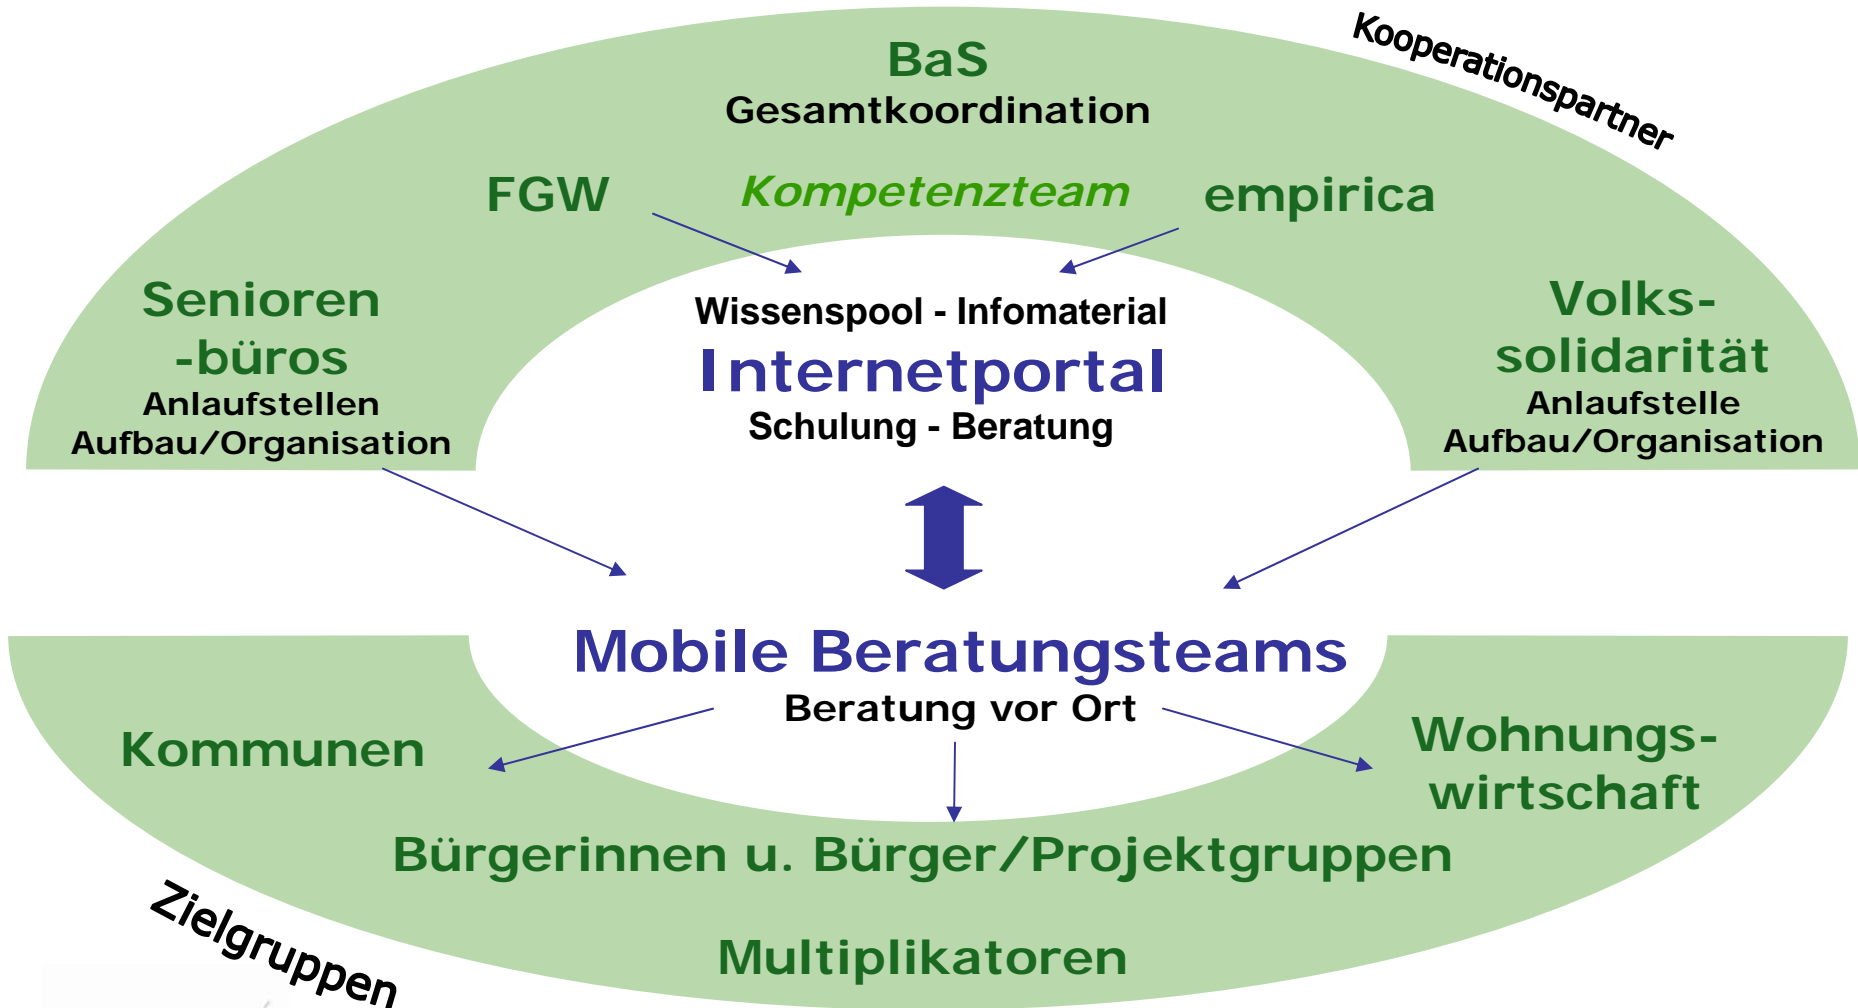 Kooperationspartner
BaS
Gesamtkoordination
FGW
Kompetenzteam
empirica
Senioren
-büros
Anlaufstellen
Aufbau/Organisation
Wissenspool - Infomaterial
Internetportal
Schulung - Beratung
Volks-
solidarität
Anlaufstelle
Aufbau/Organisation
Mobile Beratungsteams
Beratung vor Ort
Kommunen
Wohnungs-
wirtschaft
Bürgerinnen u. Bürger/Projektgruppen
Multiplikatoren
Zielgruppen